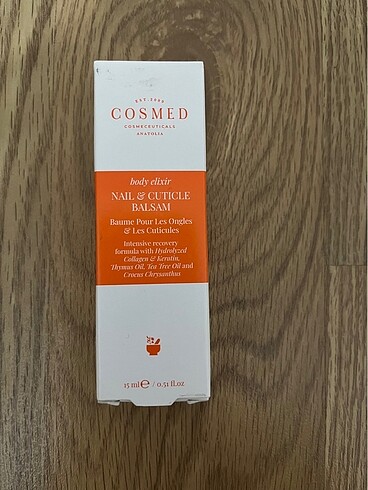 EST. 2009
COSMED
COSMECEUTICALS
ANATOLIA
body elixir
NAIL & CUTICLE
BALSAM
Baume Pour Les Ongles
& Les Cuticules
Intensive recovery
formula with Hydrolyzed
Collagen & Keratin,
Thymus Oil, Tea Tree Oil and
Crocus Chrysanthus
15 ml℮ / 0.51 fl.oz